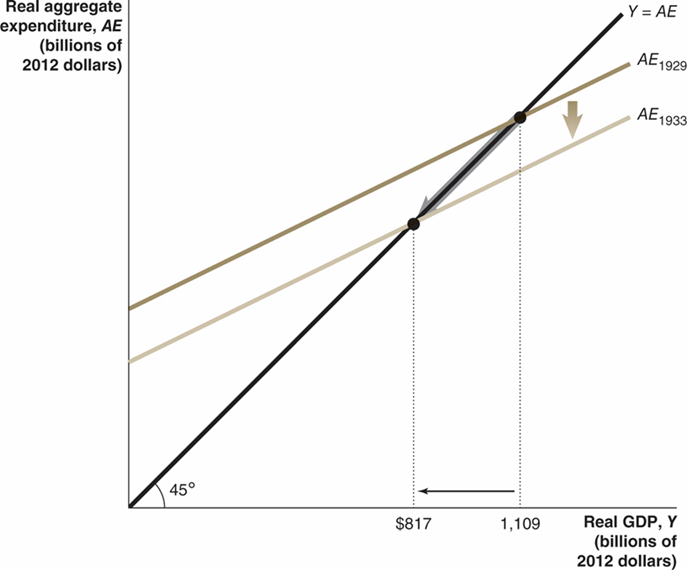 Real aggregate
expenditure, AE
(billions of
2012 dollars)
Y = AE
AE1929
AE1933
45°
$817
1,109
Real GDP, Y
(billions of
2012 dollars)